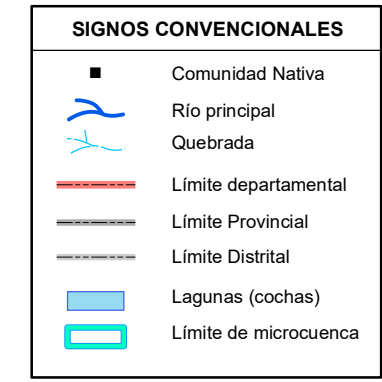 SIGNOS CONVENCIONALES
Comunidad Nativa
Río principal
Quebrada
Límite departamental
Límite Provincial
Límite Distrital
Lagunas (cochas)
Límite de microcuenca